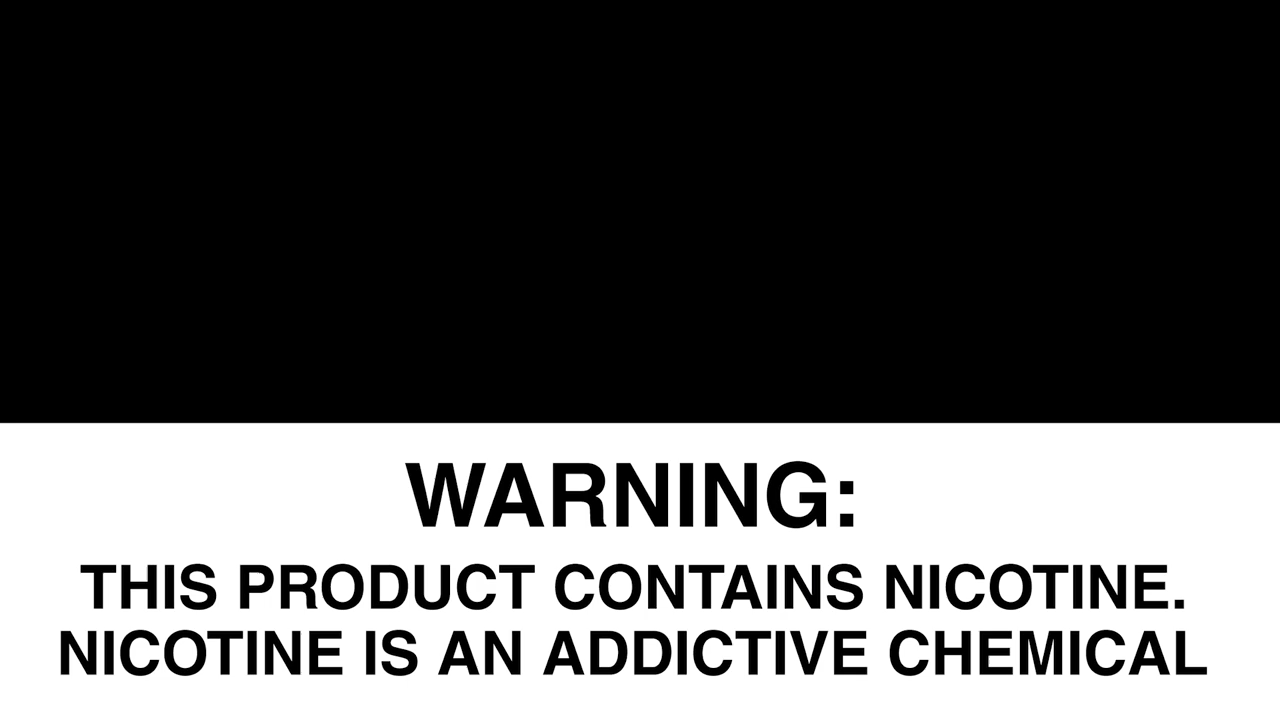 WARNING:
THIS PRODUCT CONTAINS NICOTINE.
NICOTINE IS AN ADDICTIVE CHEMICAL